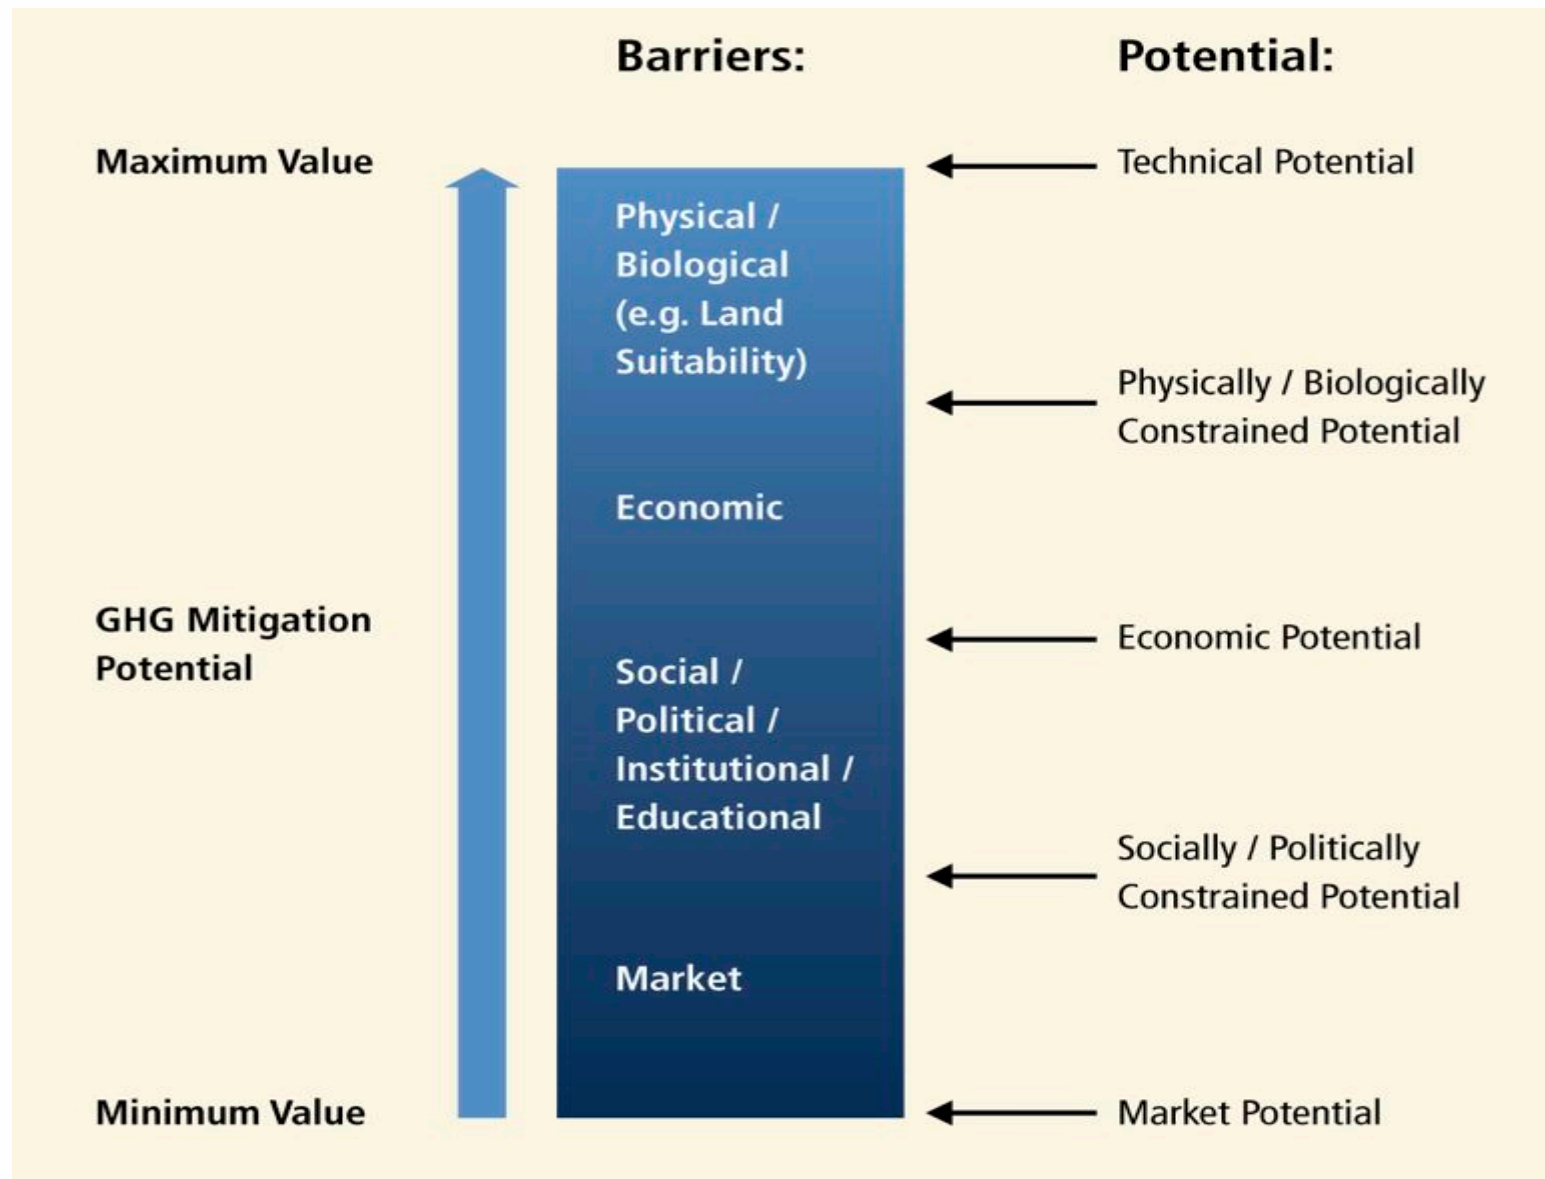 Barriers:
Potential:
Maximum Value
Technical Potential
Physical /
Biological
(e.g. Land
Suitability)
Physically / Biologically
Constrained Potential
Economic
GHG Mitigation
Potential
Economic Potential
Social /
Political /
Institutional /
Educational
Socially / Politically
Constrained Potential
Market
Minimum Value
Market Potential